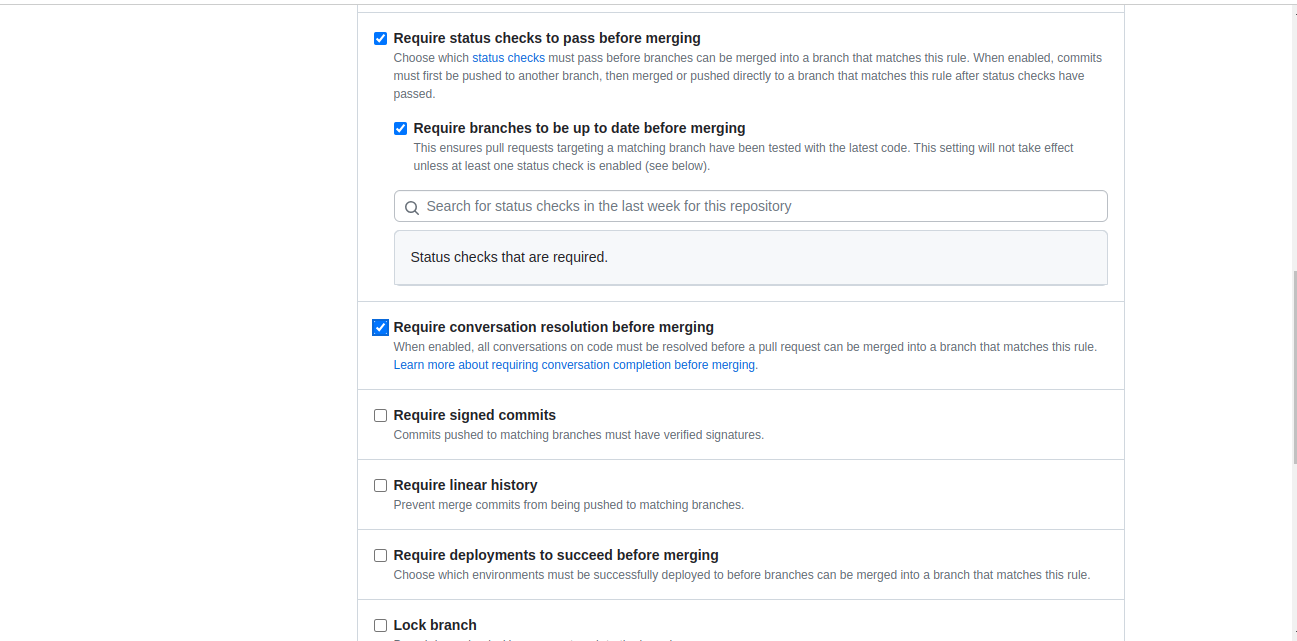 Require status checks to pass before merging
Choose which status checks must pass before branches can be merged into a branch that matches this rule. When enabled, commits
must first be pushed to another branch, then merged or pushed directly to a branch that matches this rule after status checks have
passed.
Require branches to be up to date before merging
This ensures pull requests targeting a matching branch have been tested with the latest code. This setting will not take effect
unless at least one status check is enabled (see below).
Search for status checks in the last week for this repository
Status checks that are required.
Require conversation resolution before merging
When enabled, all conversations on code must be resolved before a pull request can be merged into a branch that matches this rule.
Learn more about requiring conversation completion before merging.
Require signed commits
Commits pushed to matching branches must have verified signatures.
Require linear history
Prevent merge commits from being pushed to matching branches.
Require deployments to succeed before merging
Choose which environments must be successfully deployed to before branches can be merged into a branch that matches this rule.
Lock branch